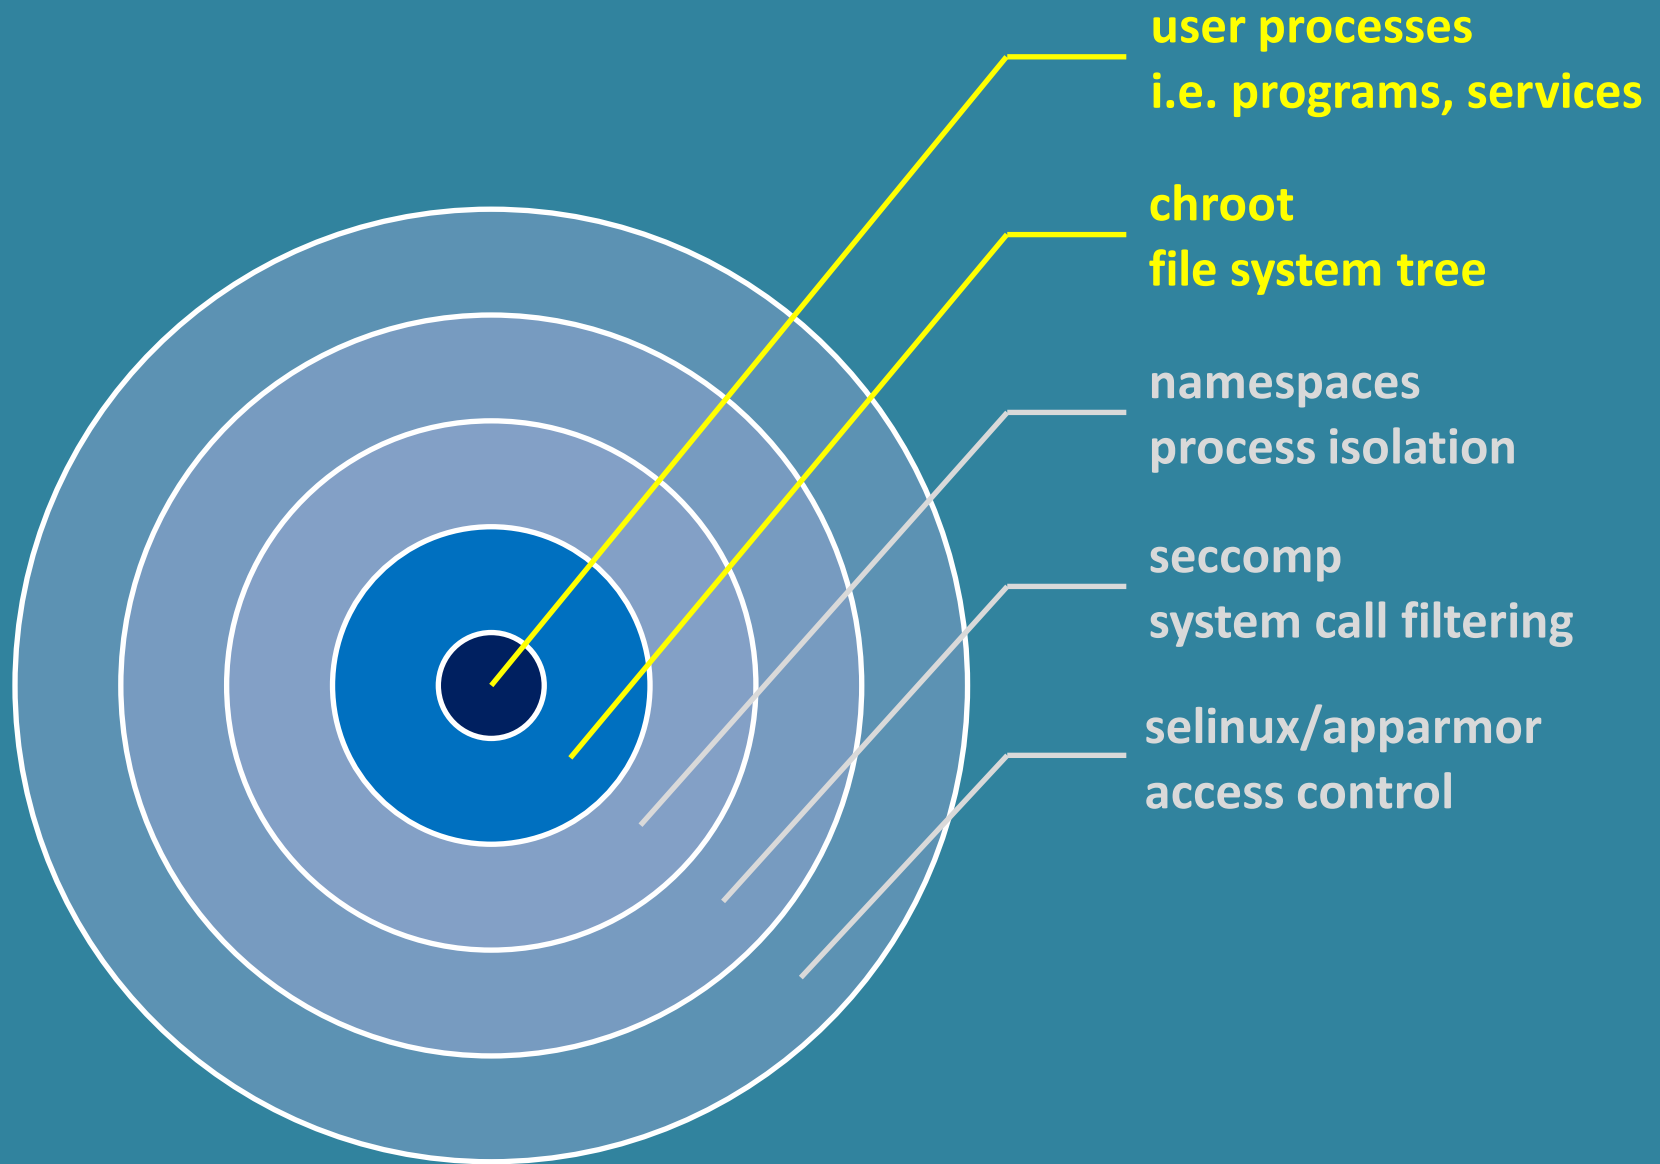 user processes
i.e. programs, services
chroot
file system tree
namespaces
process isolation
seccomp
system call filtering
selinux/apparmor
access control